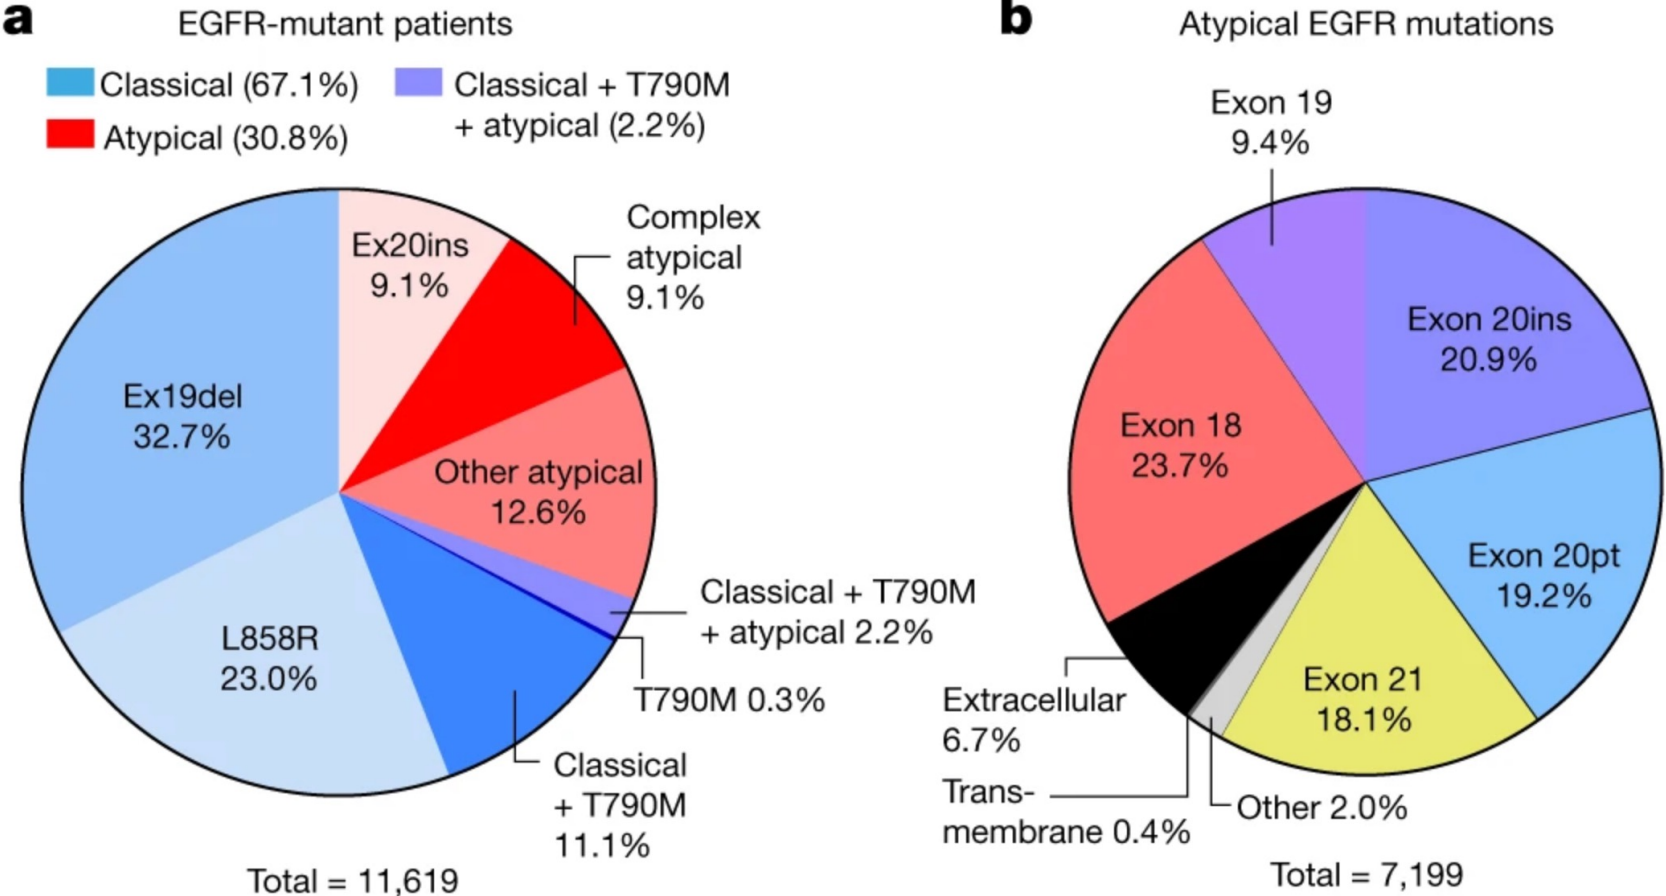 a
EGFR-mutant patients
Classical (67.1%)
Atypical (30.8%)
Classical + T790M
+ atypical (2.2%)
Ex20ins
9.1%
Complex
atypical
9.1%
Other atypical
12.6%
Classical + T790M
+ atypical 2.2%
T790M 0.3%
Classical
+ T790M
11.1%
L858R
23.0%
Ex19del
32.7%
Total = 11,619
b
Atypical EGFR mutations
Exon 19
9.4%
Exon 20ins
20.9%
Exon 20pt
19.2%
Exon 21
18.1%
Other 2.0%
Trans-
membrane 0.4%
Extracellular
6.7%
Exon 18
23.7%
Total = 7,199